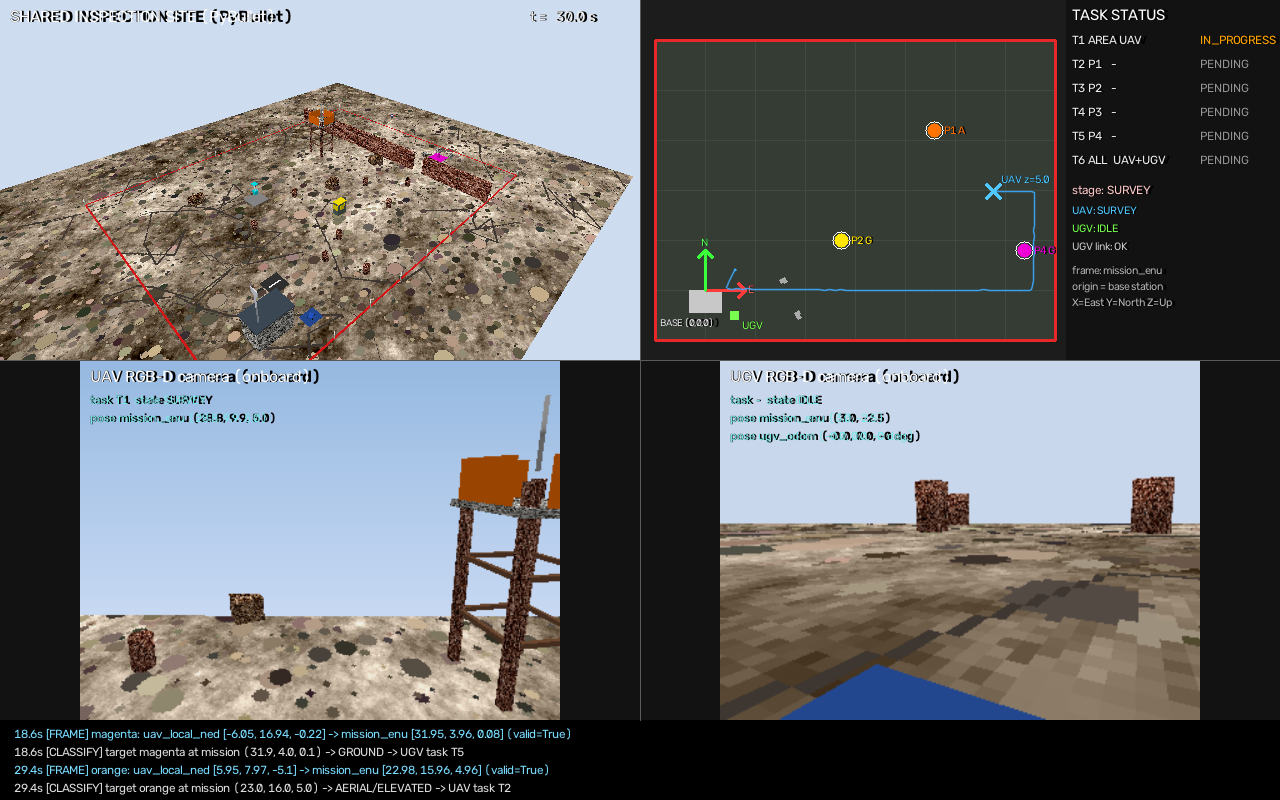 SHARED INSPECTION SITE (PyBullet)
t = 30.0 s
P1 A
UAV z=5.0
P2 G
P4 G
N
E
BASE (0,0,0)
UGV
TASK STATUS
T1 AREA UAV IN_PROGRESS
T2 P1 - PENDING
T3 P2 - PENDING
T4 P3 - PENDING
T5 P4 - PENDING
T6 ALL UAV+UGV PENDING
stage: SURVEY
UAV: SURVEY
UGV: IDLE
UGV link: OK
frame: mission_enu
origin = base station
X=East Y=North Z=Up
UAV RGB-D camera (onboard)
task T1 state SURVEY
pose mission_enu (28.8, 9.9, 5.0)
UGV RGB-D camera (onboard)
task - state IDLE
pose mission_enu (3.0, -2.5)
pose ugv_odom (-0.0, 0.0, -0 deg)
18.6s [FRAME] magenta: uav_local_ned [-6.05, 16.94, -0.22] -> mission_enu [31.95, 3.96, 0.08] (valid=True)
18.6s [CLASSIFY] target magenta at mission (31.9, 4.0, 0.1) -> GROUND -> UGV task T5
29.4s [FRAME] orange: uav_local_ned [5.95, 7.97, -5.1] -> mission_enu [22.98, 15.96, 4.96] (valid=True)
29.4s [CLASSIFY] target orange at mission (23.0, 16.0, 5.0) -> AERIAL/ELEVATED -> UAV task T2